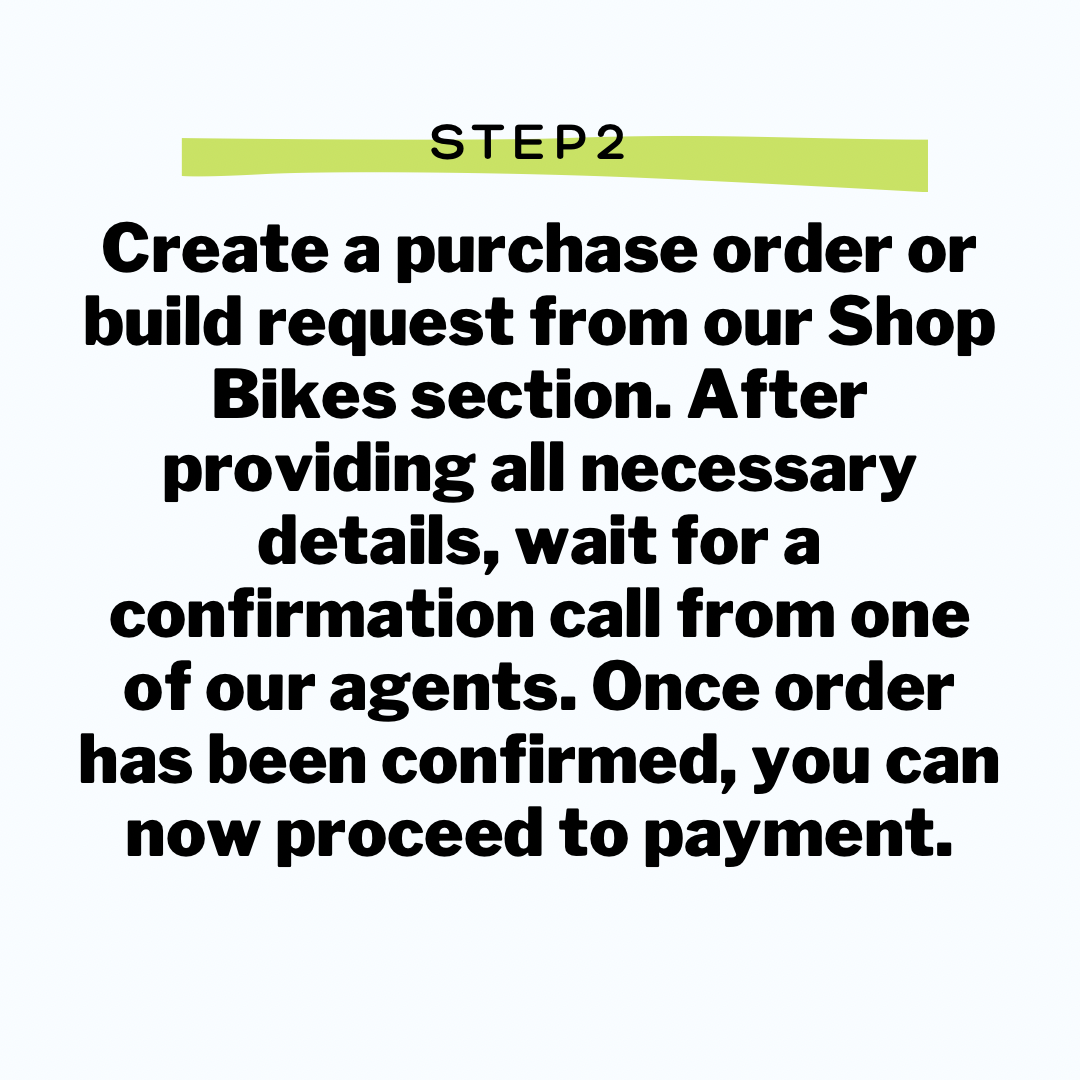 STEP2
Create a purchase order or
build request from our Shop
Bikes section. After
providing all necessary
details, wait for a
confirmation call from one
of our agents. Once order
has been confirmed, you can
now proceed to payment.